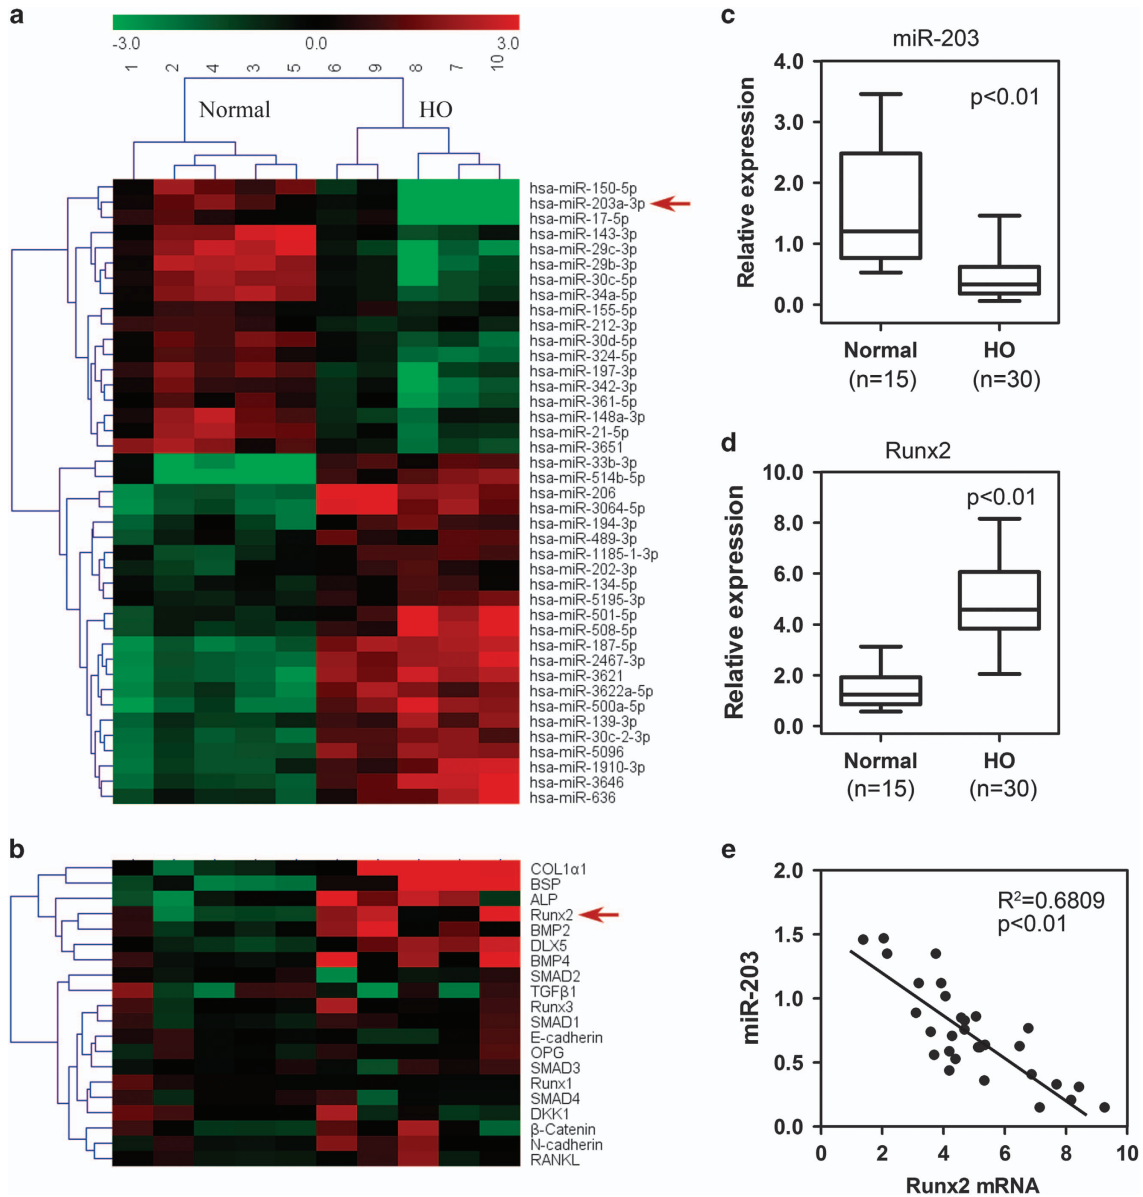 a
-3.0 0.0 3.0
1 2 4 3 5 6 9 8 7 10
Normal HO
hsa-miR-150-5p
hsa-miR-203a-3p
hsa-miR-17-5p
hsa-miR-143-3p
hsa-miR-29c-3p
hsa-miR-29b-3p
hsa-miR-30c-5p
hsa-miR-34a-5p
hsa-miR-155-5p
hsa-miR-212-3p
hsa-miR-30d-5p
hsa-miR-324-5p
hsa-miR-197-3p
hsa-miR-342-3p
hsa-miR-361-5p
hsa-miR-148a-3p
hsa-miR-21-5p
hsa-miR-3651
hsa-miR-33b-3p
hsa-miR-514b-5p
hsa-miR-206
hsa-miR-3064-5p
hsa-miR-194-3p
hsa-miR-489-3p
hsa-miR-1185-1-3p
hsa-miR-202-3p
hsa-miR-134-5p
hsa-miR-5195-3p
hsa-miR-501-5p
hsa-miR-508-5p
hsa-miR-187-5p
hsa-miR-2467-3p
hsa-miR-3621
hsa-miR-3622a-5p
hsa-miR-500a-5p
hsa-miR-139-3p
hsa-miR-30c-2-3p
hsa-miR-5096
hsa-miR-1910-3p
hsa-miR-3646
hsa-miR-636
b
COL1α1
BSP
ALP
Runx2
BMP2
DLX5
BMP4
SMAD2
TGFβ1
Runx3
SMAD1
E-cadherin
OPG
SMAD3
Runx1
SMAD4
DKK1
β-Catenin
N-cadherin
RANKL
c
miR-203
Relative expression
4.0
3.0
2.0
1.0
0.0
p<0.01
Normal HO
(n=15) (n=30)
d
Runx2
Relative expression
10.0
8.0
6.0
4.0
2.0
0.0
p<0.01
Normal HO
(n=15) (n=30)
e
miR-203
2.0
1.5
1.0
0.5
0.0
R²=0.6809
p<0.01
0 2 4 6 8 10
Runx2 mRNA